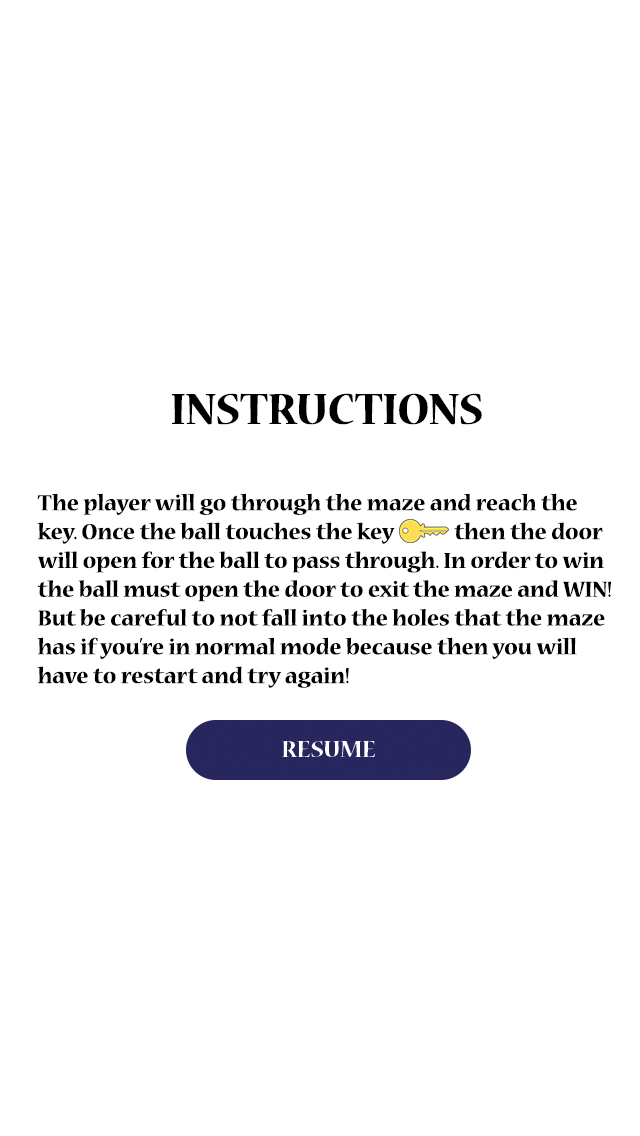 INSTRUCTIONS
The player will go through the maze and reach the
key. Once the ball touches the key then the door
will open for the ball to pass through. In order to win
the ball must open the door to exit the maze and WIN!
But be careful to not fall into the holes that the maze
has if you're in normal mode because then you will
have to restart and try again!
RESUME